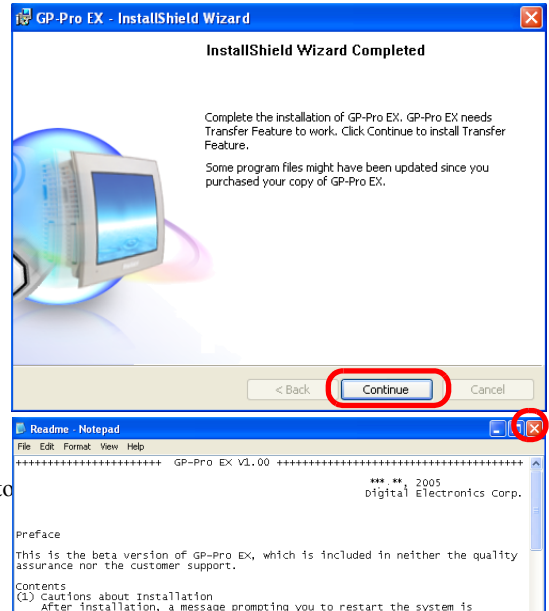 GP-Pro EX - InstallShield Wizard
InstallShield Wizard Completed
Complete the installation of GP-Pro EX. GP-Pro EX needs
Transfer Feature to work. Click Continue to install Transfer
Feature.
Some program files might have been updated since you
purchased your copy of GP-Pro EX.
< Back
Continue
Cancel
Readme - Notepad
File Edit Format View Help
+++++++++++++++++++++++ GP-Pro EX V1.00 +++++++++++++++++++++++++++++++++++++++
***.**, 2005
Digital Electronics Corp.
to
Preface
This is the beta version of GP-Pro EX, which is included in neither the quality
assurance nor the customer support.
Contents
(1) Cautions about Installation
After installation, a message prompting you to restart the system is